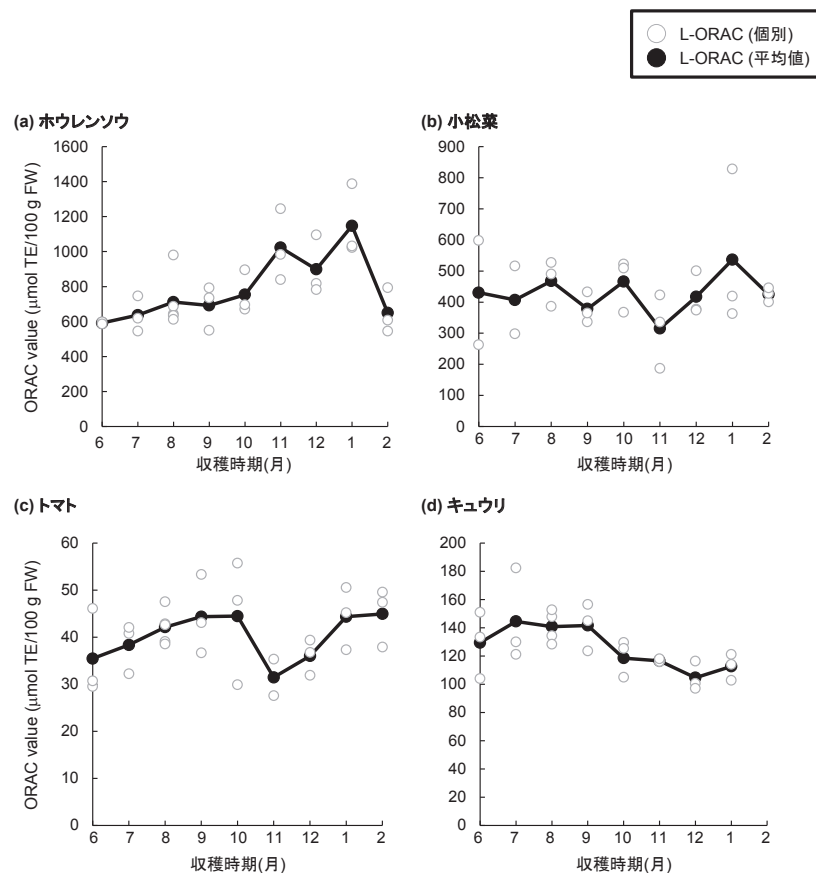 L-ORAC (個別)
L-ORAC (平均値)
(a) ホウレンソウ
ORAC value (μmol TE/100 g FW)
1600
1400
1200
1000
800
600
400
200
0
6 7 8 9 10 11 12 1 2
収穫時期(月)
(b) 小松菜
900
800
700
600
500
400
300
200
100
0
6 7 8 9 10 11 12 1 2
収穫時期(月)
(c) トマト
ORAC value (μmol TE/100 g FW)
60
50
40
30
20
10
0
6 7 8 9 10 11 12 1 2
収穫時期(月)
(d) キュウリ
200
180
160
140
120
100
80
60
40
20
0
6 7 8 9 10 11 12 1 2
収穫時期(月)